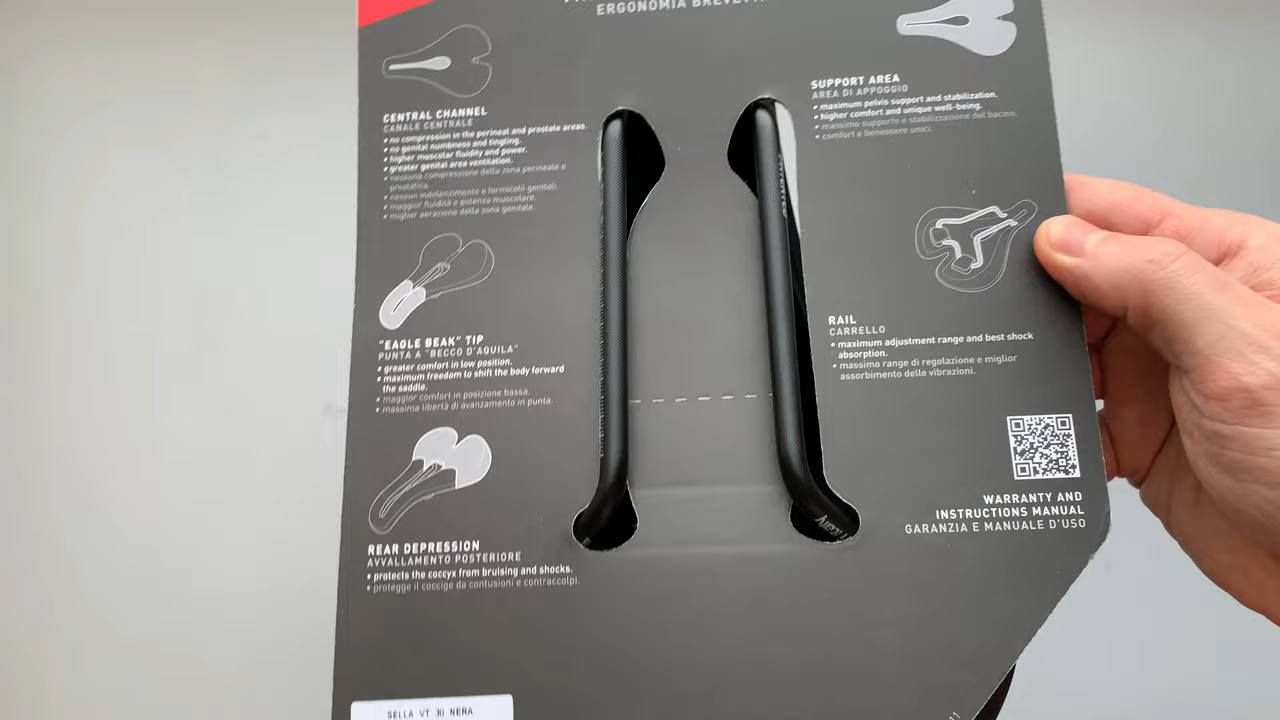 ERGONOMIA
CENTRAL CHANNEL
CANALE CENTRALE
• no compression in the perineal and prostate areas.
• no genital numbness and tingling.
• higher muscular fluidity and power.
• greater genital area ventilation.
• nessuna compressione della zona perineale e
prostatica.
• nessun indolenzimento e formicolii genitali.
• maggior fluidità e potenza muscolare.
• miglior aerazione della zona genitale.
"EAGLE BEAK" TIP
PUNTA A "BECCO D'AQUILA"
• greater comfort in low position.
• maximum freedom to shift the body forward
the saddle.
• maggior comfort in posizione bassa.
• massima libertà di avanzamento in punta.
REAR DEPRESSION
AVVALLAMENTO POSTERIORE
• protects the coccyx from bruising and shocks.
• protegge il coccige da contusioni e contraccolpi.
SUPPORT AREA
AREA DI APPOGGIO
• maximum pelvis support and stabilization.
• higher comfort and unique well-being.
• massimo supporto e stabilizzazione del bacino.
• comfort e benessere unici.
RAIL
CARRELLO
• maximum adjustment range and best shock
absorption.
• massimo range di regolazione e miglior
assorbimento delle vibrazioni.
WARRANTY AND
INSTRUCTIONS MANUAL
GARANZIA E MANUALE D'USO
SELLA VT 30 NERA